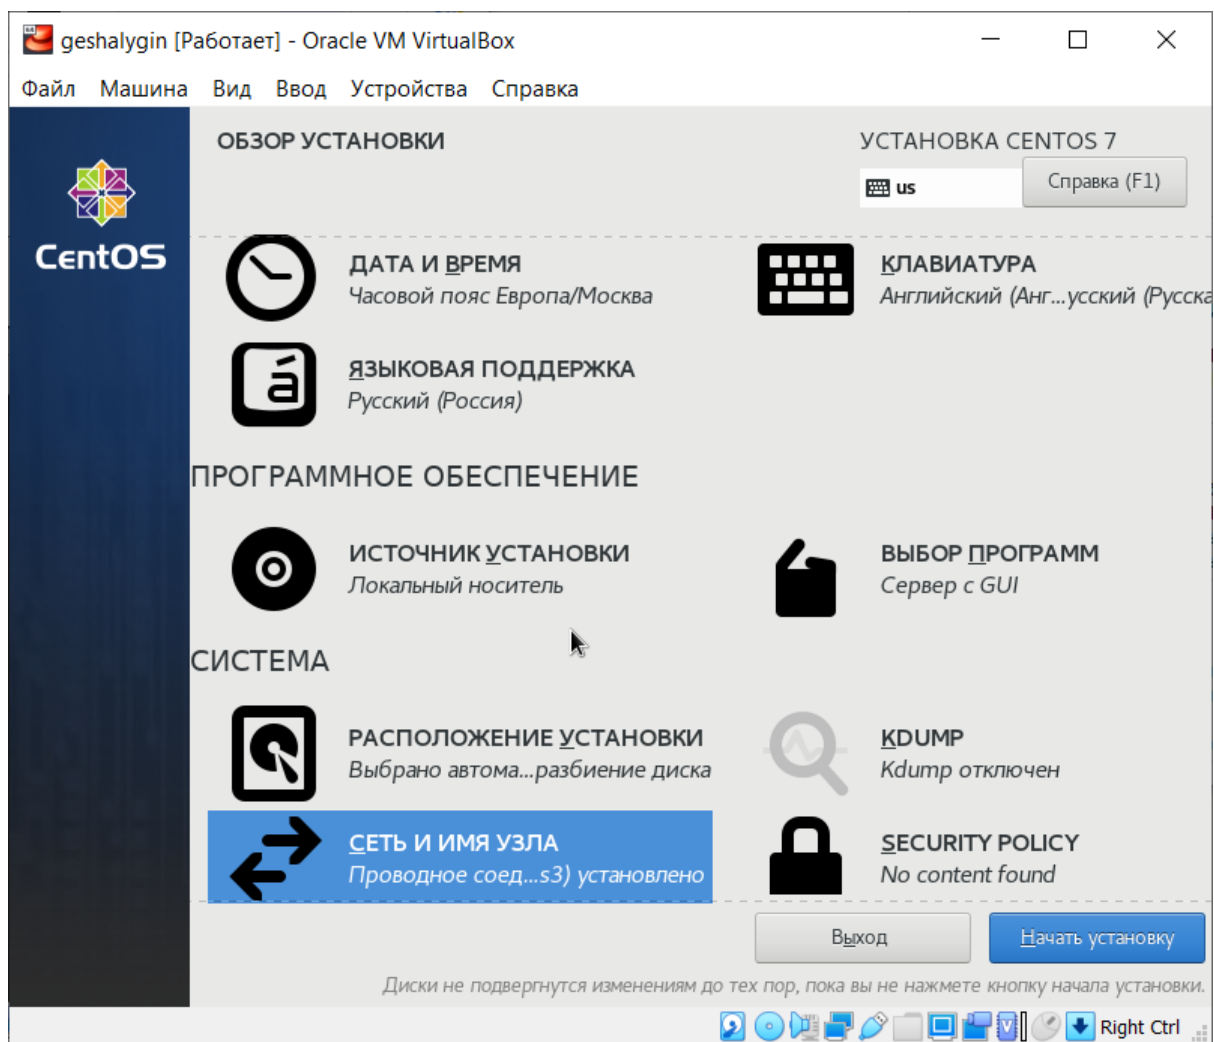 geshalygin [Работает] - Oracle VM VirtualBox
Файл Машина Вид Ввод Устройства Справка
ОБЗОР УСТАНОВКИ
УСТАНОВКА CENTOS 7
us
Справка (F1)
CentOS
ДАТА И ВРЕМЯ
Часовой пояс Европа/Москва
КЛАВИАТУРА
Английский (Анг...усский (Русска
ЯЗЫКОВАЯ ПОДДЕРЖКА
Русский (Россия)
ПРОГРАММНОЕ ОБЕСПЕЧЕНИЕ
ИСТОЧНИК УСТАНОВКИ
Локальный носитель
ВЫБОР ПРОГРАММ
Сервер с GUI
СИСТЕМА
РАСПОЛОЖЕНИЕ УСТАНОВКИ
Выбрано автома...разбиение диска
KDUMP
Kdump отключен
СЕТЬ И ИМЯ УЗЛА
Проводное соед...s3) установлено
SECURITY POLICY
No content found
Выход
Начать установку
Диски не подвергнутся изменениям до тех пор, пока вы не нажмете кнопку начала установки.
Right Ctrl